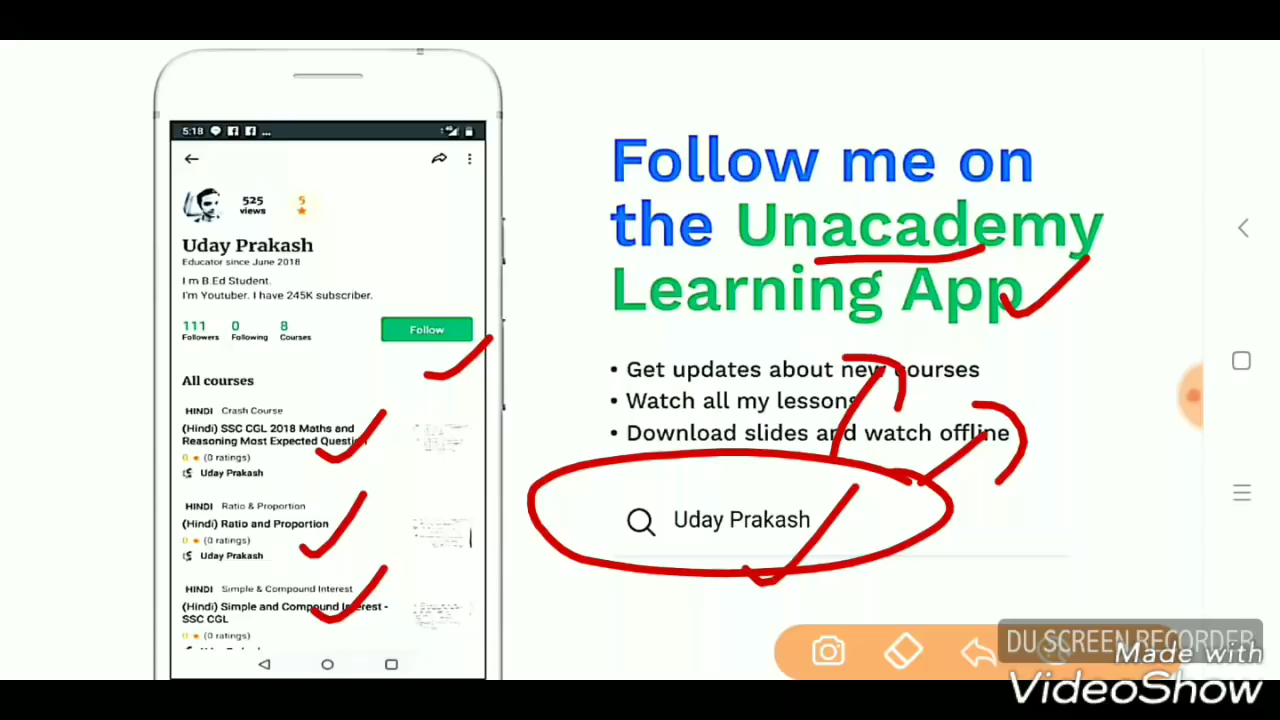 5:18
525
views
5
Uday Prakash
Educator since June 2018
I m B.Ed Student.
I'm Youtuber. I have 245K subscriber.
111
Followers
0
Following
8
Courses
Follow
All courses
HINDI Crash Course
(Hindi) SSC CGL 2018 Maths and
Reasoning Most Expected Question
0 ★ (0 ratings)
Uday Prakash
HINDI Ratio & Proportion
(Hindi) Ratio and Proportion
0 ★ (0 ratings)
Uday Prakash
HINDI Simple & Compound Interest
(Hindi) Simple and Compound Interest -
SSC CGL
0 ★ (0 ratings)
Follow me on
the Unacademy
Learning App
• Get updates about new courses
• Watch all my lessons
• Download slides and watch offline
Uday Prakash
DU SCREEN RECORDER
Made with
VideoShow